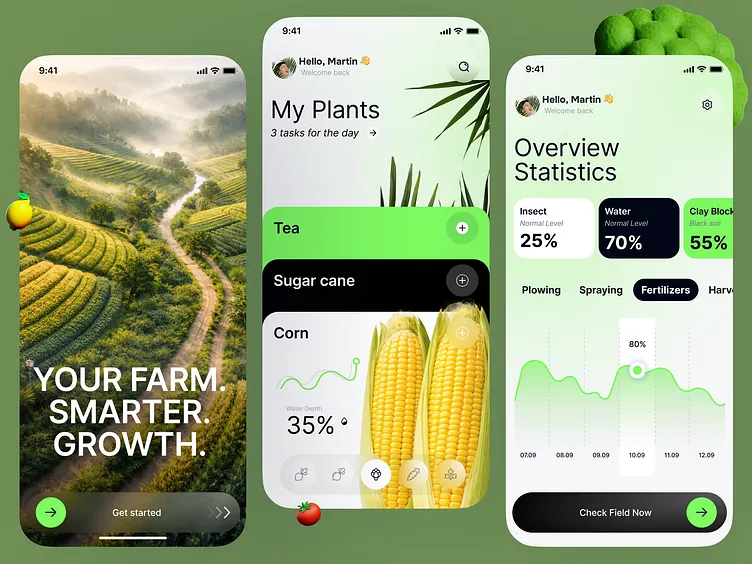 9:41
YOUR FARM.
SMARTER.
GROWTH.
Get started
9:41
Hello, Martin 👋
Welcome back
My Plants
3 tasks for the day
Tea
Sugar cane
Corn
Water Depth
35%
9:41
Hello, Martin 👋
Welcome back
Overview
Statistics
Insect
Normal Level
25%
Water
Normal Level
70%
Clay Block
Black soil
55%
Plowing Spraying Fertilizers Harv
80%
07.09 08.09 09.09 10.09 11.09 12.09
Check Field Now